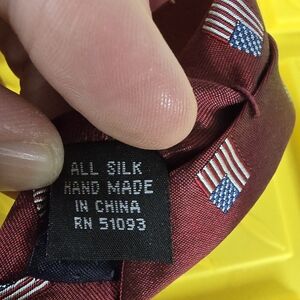 ALL SILK
HAND MADE
IN CHINA
RN 51093